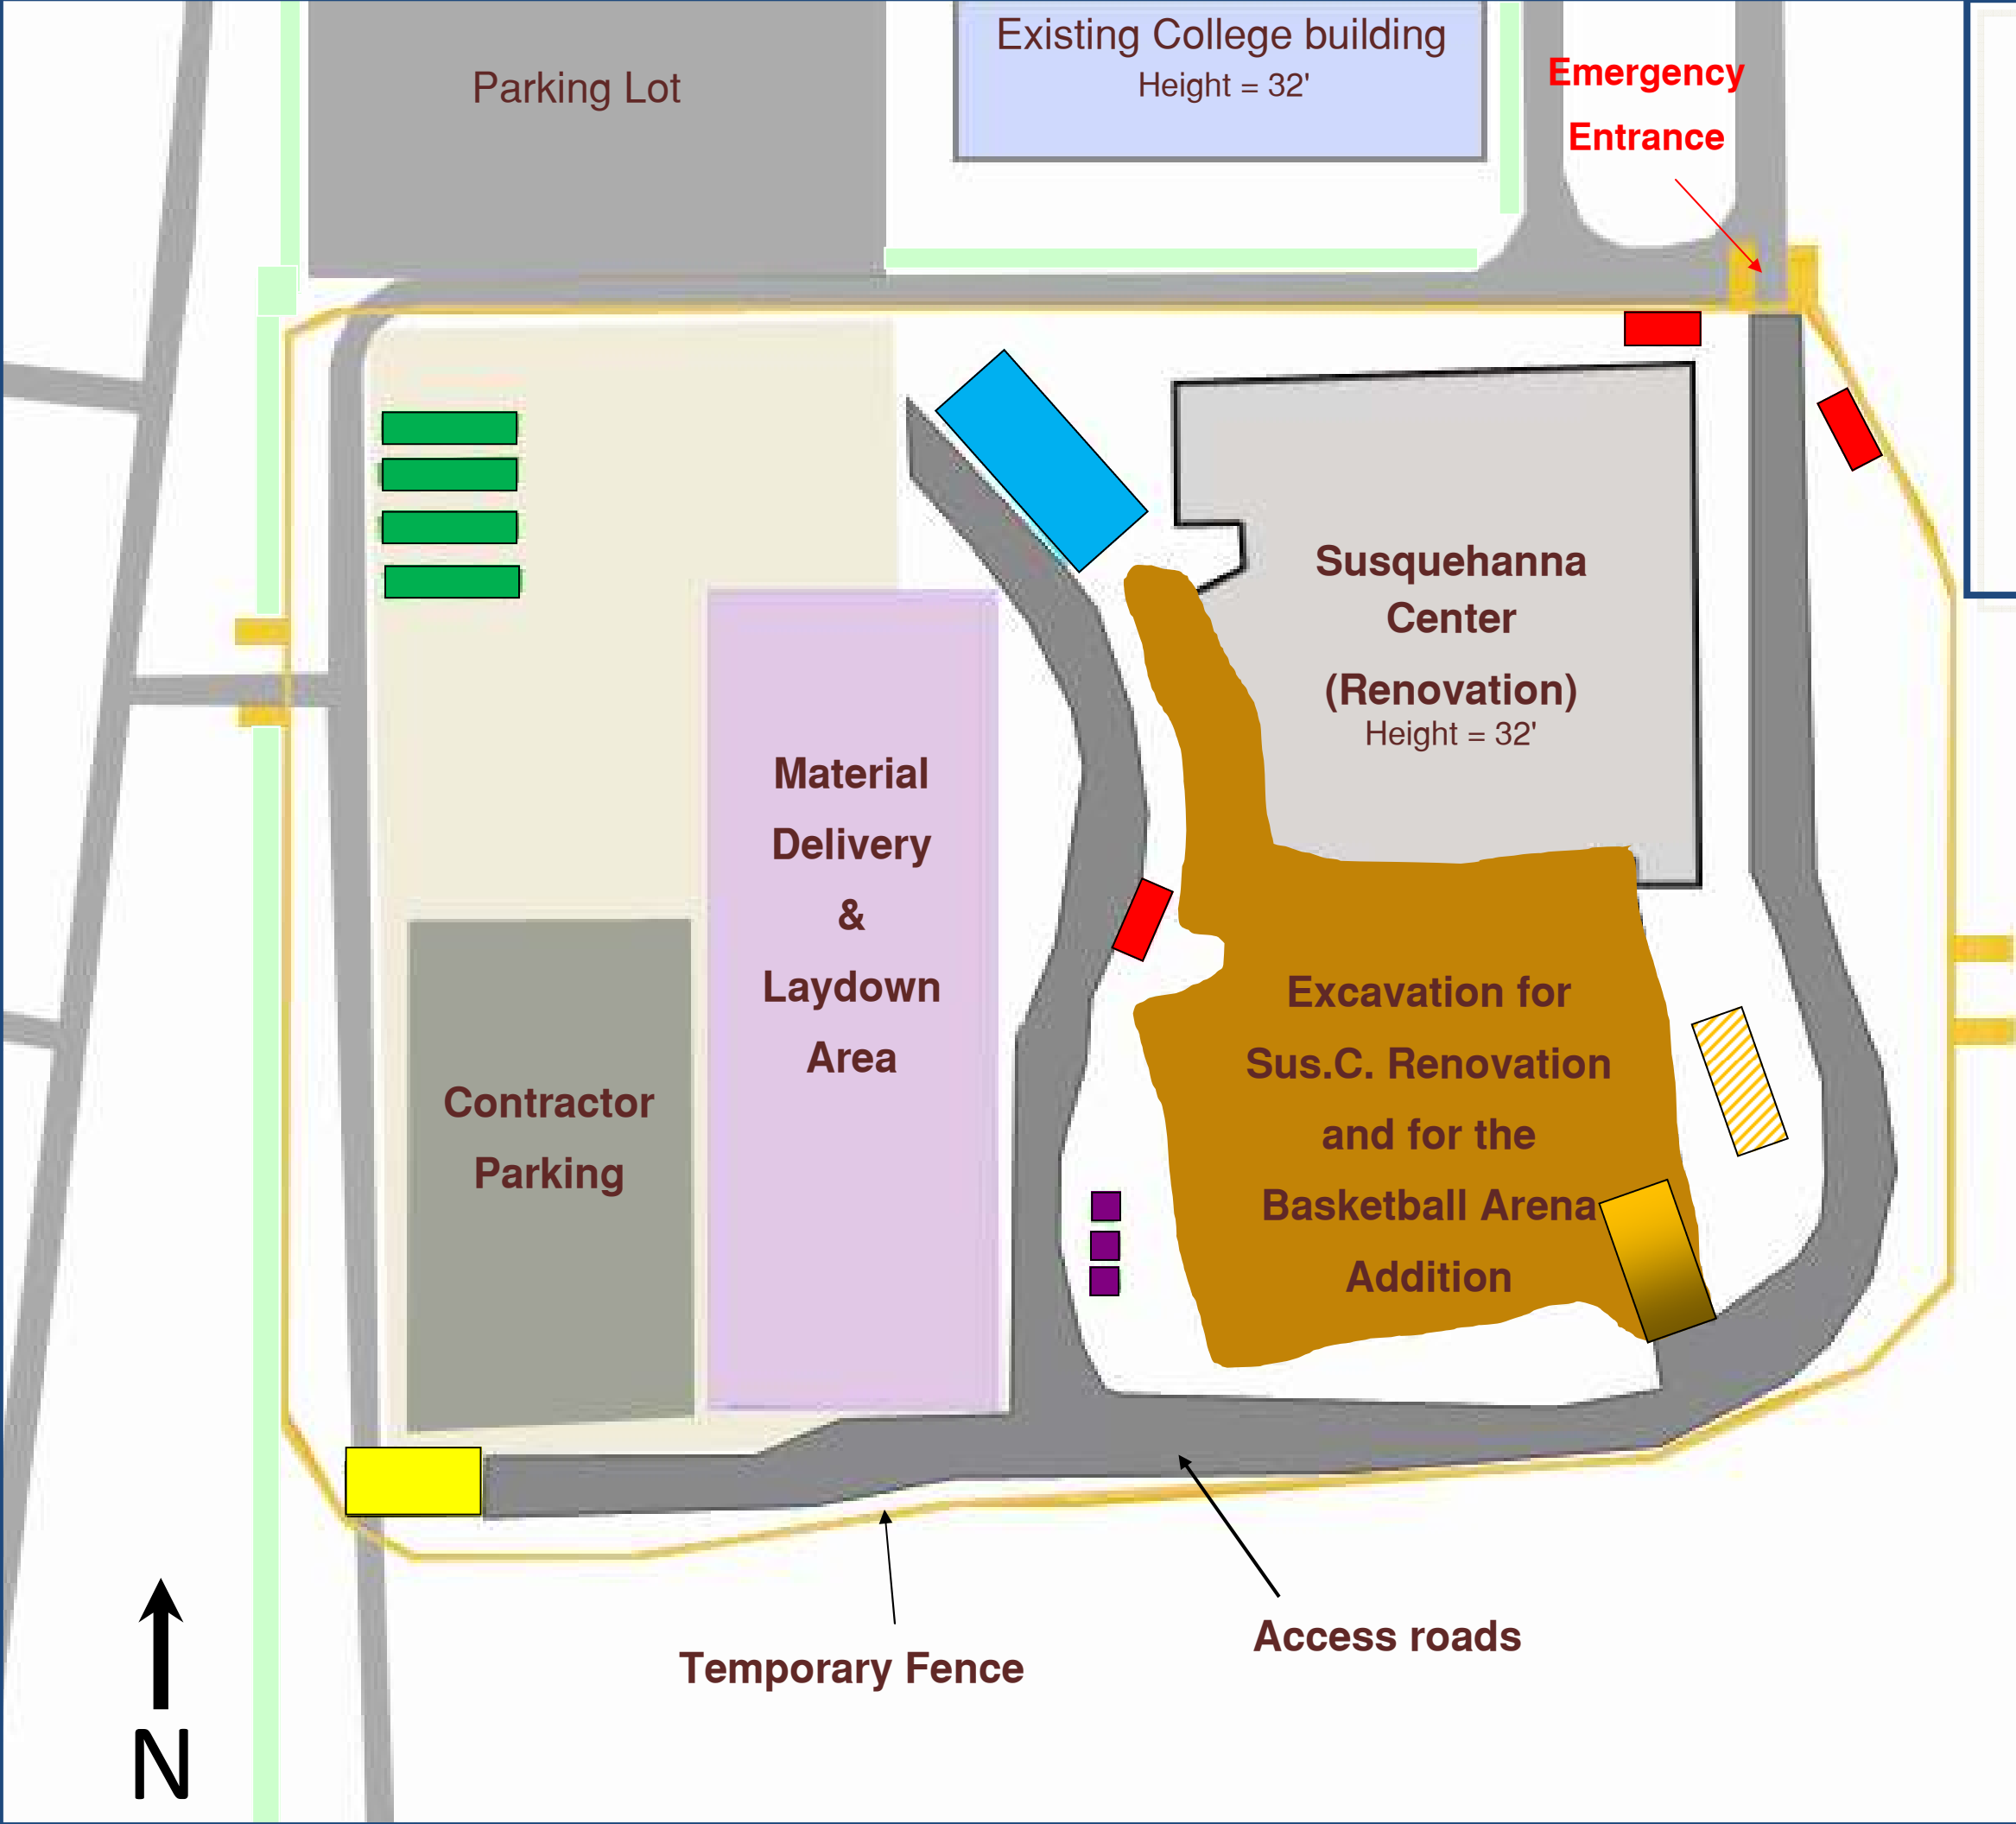 Existing College building
Height = 32'
Parking Lot
Emergency
Entrance
Susquehanna
Center
(Renovation)
Height = 32'
Material
Delivery
&
Laydown
Area
Contractor
Parking
Excavation for
Sus.C. Renovation
and for the
Basketball Arena
Addition
Access roads
Temporary Fence
N